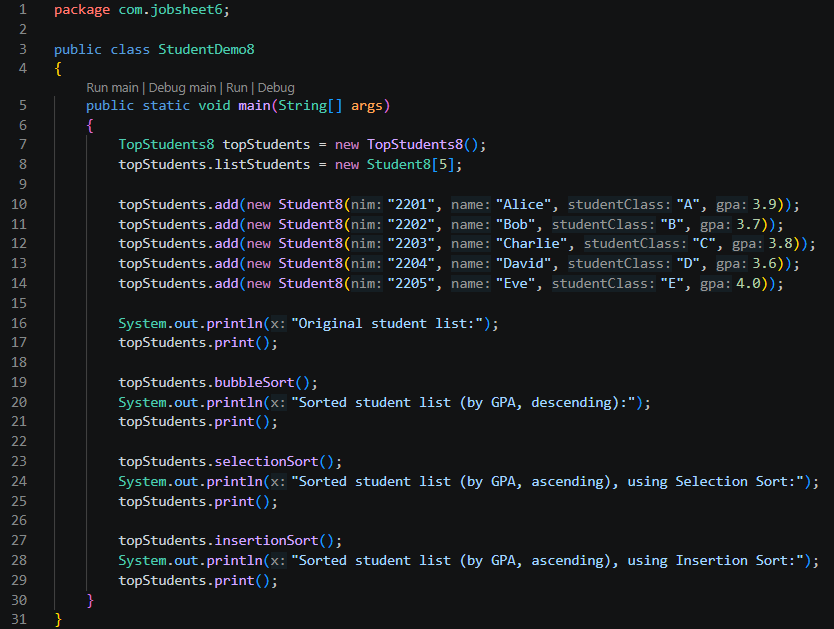 1 package com.jobsheet6;
2
3 public class StudentDemo8
4 {
Run main | Debug main | Run | Debug
5 public static void main(String[] args)
6 {
7 TopStudents8 topStudents = new TopStudents8();
8 topStudents.listStudents = new Student8[5];
9
10 topStudents.add(new Student8(nim: "2201", name: "Alice", studentClass: "A", gpa: 3.9));
11 topStudents.add(new Student8(nim: "2202", name: "Bob", studentClass: "B", gpa: 3.7));
12 topStudents.add(new Student8(nim: "2203", name: "Charlie", studentClass: "C", gpa: 3.8));
13 topStudents.add(new Student8(nim: "2204", name: "David", studentClass: "D", gpa: 3.6));
14 topStudents.add(new Student8(nim: "2205", name: "Eve", studentClass: "E", gpa: 4.0));
15
16 System.out.println(x: "Original student list:");
17 topStudents.print();
18
19 topStudents.bubbleSort();
20 System.out.println(x: "Sorted student list (by GPA, descending):");
21 topStudents.print();
22
23 topStudents.selectionSort();
24 System.out.println(x: "Sorted student list (by GPA, ascending), using Selection Sort:");
25 topStudents.print();
26
27 topStudents.insertionSort();
28 System.out.println(x: "Sorted student list (by GPA, ascending), using Insertion Sort:");
29 topStudents.print();
30 }
31 }